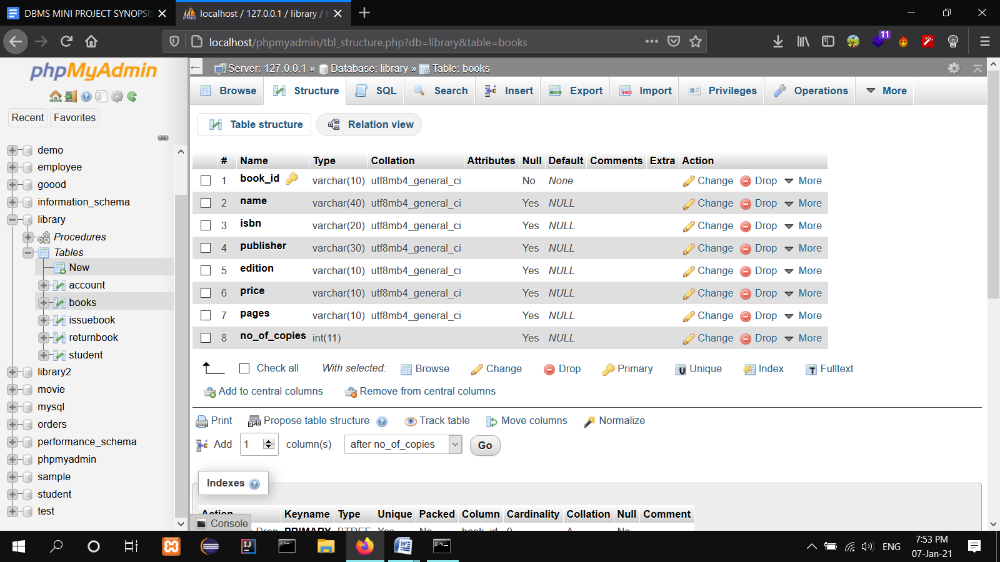 DBMS MINI PROJECT SYNOPSIS
localhost / 127.0.0.1 / library / b
localhost/phpmyadmin/tbl_structure.php?db=library&table=books
11
phpMyAdmin
Recent
Favorites
demo
employee
goood
information_schema
library
Procedures
Tables
New
account
books
issuebook
returnbook
student
library2
movie
mysql
orders
performance_schema
phpmyadmin
sample
student
test
Server: 127.0.0.1 » Database: library » Table: books
Browse Structure SQL Search Insert Export Import Privileges Operations More
Table structure Relation view
# Name Type Collation Attributes Null Default Comments Extra Action
1 book_id varchar(10) utf8mb4_general_ci No None Change Drop More
2 name varchar(40) utf8mb4_general_ci Yes NULL Change Drop More
3 isbn varchar(20) utf8mb4_general_ci Yes NULL Change Drop More
4 publisher varchar(30) utf8mb4_general_ci Yes NULL Change Drop More
5 edition varchar(10) utf8mb4_general_ci Yes NULL Change Drop More
6 price varchar(10) utf8mb4_general_ci Yes NULL Change Drop More
7 pages varchar(10) utf8mb4_general_ci Yes NULL Change Drop More
8 no_of_copies int(11) Yes NULL Change Drop More
Check all With selected: Browse Change Drop Primary Unique Index Fulltext
Add to central columns Remove from central columns
Print Propose table structure Track table Move columns Normalize
Add 1 column(s) after no_of_copies Go
Indexes
Action Keyname Type Unique Packed Column Cardinality Collation Null Comment
Drop PRIMARY BTREE Yes No book_id 0 A No
Console
ENG
7:53 PM
07-Jan-21